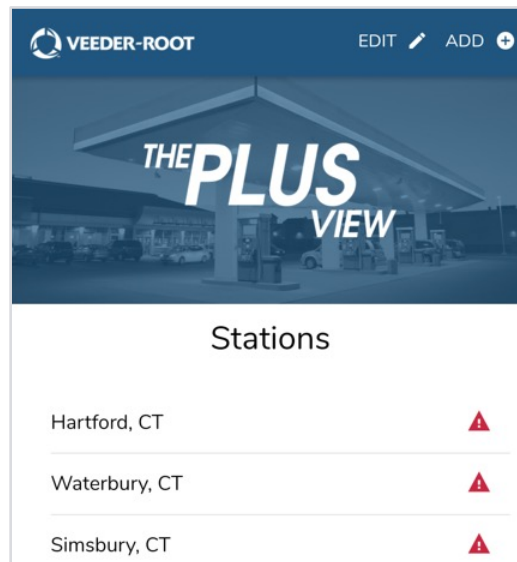 VEEDER-ROOT EDIT ADD
THE PLUS
VIEW
Stations
Hartford, CT
Waterbury, CT
Simsbury, CT